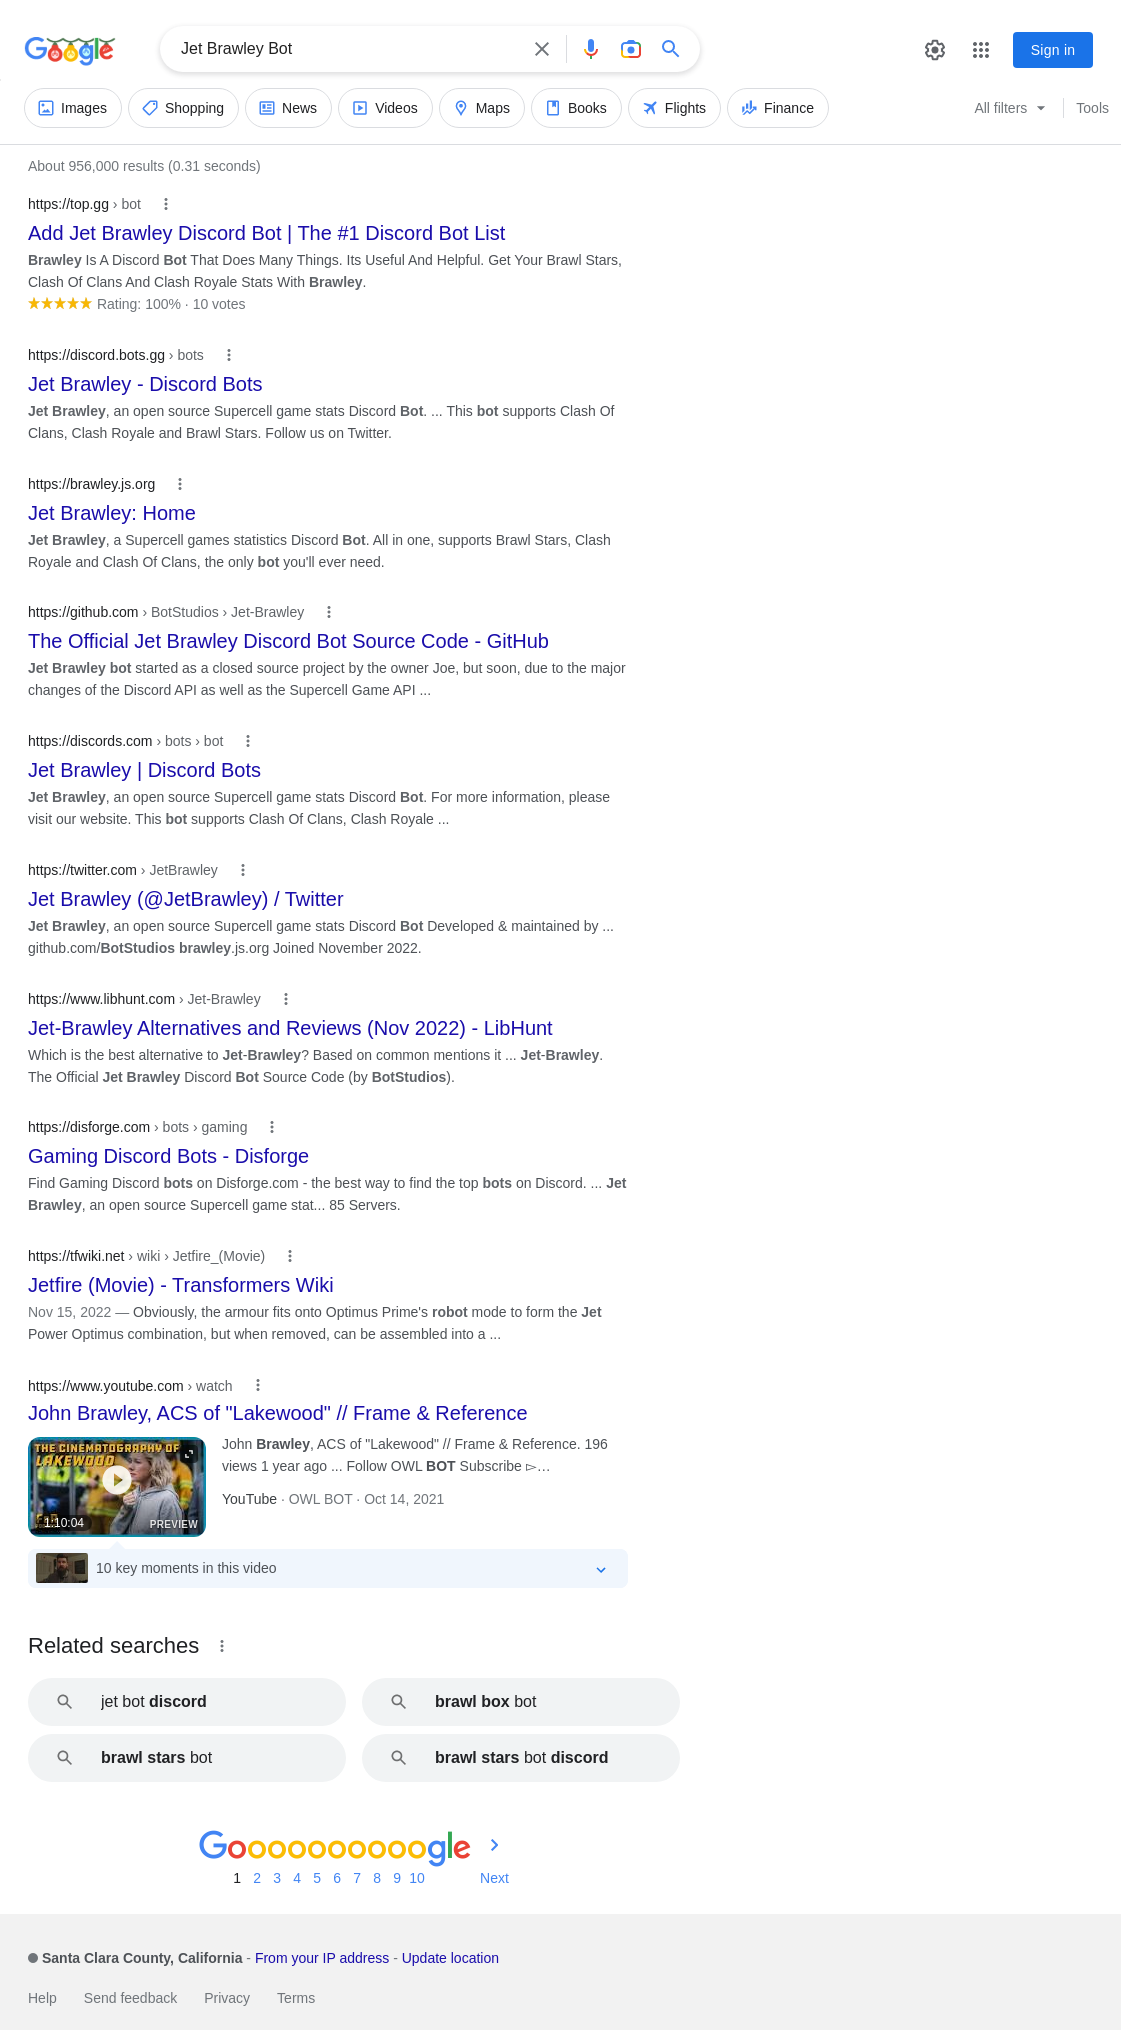 Google
Jet Brawley Bot
Sign in
Images
Shopping
News
Videos
Maps
Books
Flights
Finance
All filters
Tools
About 956,000 results (0.31 seconds)
https://top.gg › bot
Add Jet Brawley Discord Bot | The #1 Discord Bot List
Brawley Is A Discord Bot That Does Many Things. Its Useful And Helpful. Get Your Brawl Stars,
Clash Of Clans And Clash Royale Stats With Brawley.
Rating: 100% · 10 votes
https://discord.bots.gg › bots
Jet Brawley - Discord Bots
Jet Brawley, an open source Supercell game stats Discord Bot. ... This bot supports Clash Of
Clans, Clash Royale and Brawl Stars. Follow us on Twitter.
https://brawley.js.org
Jet Brawley: Home
Jet Brawley, a Supercell games statistics Discord Bot. All in one, supports Brawl Stars, Clash
Royale and Clash Of Clans, the only bot you'll ever need.
https://github.com › BotStudios › Jet-Brawley
The Official Jet Brawley Discord Bot Source Code - GitHub
Jet Brawley bot started as a closed source project by the owner Joe, but soon, due to the major
changes of the Discord API as well as the Supercell Game API ...
https://discords.com › bots › bot
Jet Brawley | Discord Bots
Jet Brawley, an open source Supercell game stats Discord Bot. For more information, please
visit our website. This bot supports Clash Of Clans, Clash Royale ...
https://twitter.com › JetBrawley
Jet Brawley (@JetBrawley) / Twitter
Jet Brawley, an open source Supercell game stats Discord Bot Developed & maintained by ...
github.com/BotStudios brawley.js.org Joined November 2022.
https://www.libhunt.com › Jet-Brawley
Jet-Brawley Alternatives and Reviews (Nov 2022) - LibHunt
Which is the best alternative to Jet-Brawley? Based on common mentions it ... Jet-Brawley.
The Official Jet Brawley Discord Bot Source Code (by BotStudios).
https://disforge.com › bots › gaming
Gaming Discord Bots - Disforge
Find Gaming Discord bots on Disforge.com - the best way to find the top bots on Discord. ... Jet
Brawley, an open source Supercell game stat... 85 Servers.
https://tfwiki.net › wiki › Jetfire_(Movie)
Jetfire (Movie) - Transformers Wiki
Nov 15, 2022 — Obviously, the armour fits onto Optimus Prime's robot mode to form the Jet
Power Optimus combination, but when removed, can be assembled into a ...
https://www.youtube.com › watch
John Brawley, ACS of "Lakewood" // Frame & Reference
THE CINEMATOGRAPHY OF
LAKEWOOD
1:10:04
PREVIEW
John Brawley, ACS of "Lakewood" // Frame & Reference. 196
views 1 year ago ... Follow OWL BOT Subscribe ▻…
YouTube · OWL BOT · Oct 14, 2021
10 key moments in this video
Related searches
jet bot discord
brawl box bot
brawl stars bot
brawl stars bot discord
Goooooooooogle
1 2 3 4 5 6 7 8 9 10 Next
Santa Clara County, California - From your IP address - Update location
Help Send feedback Privacy Terms